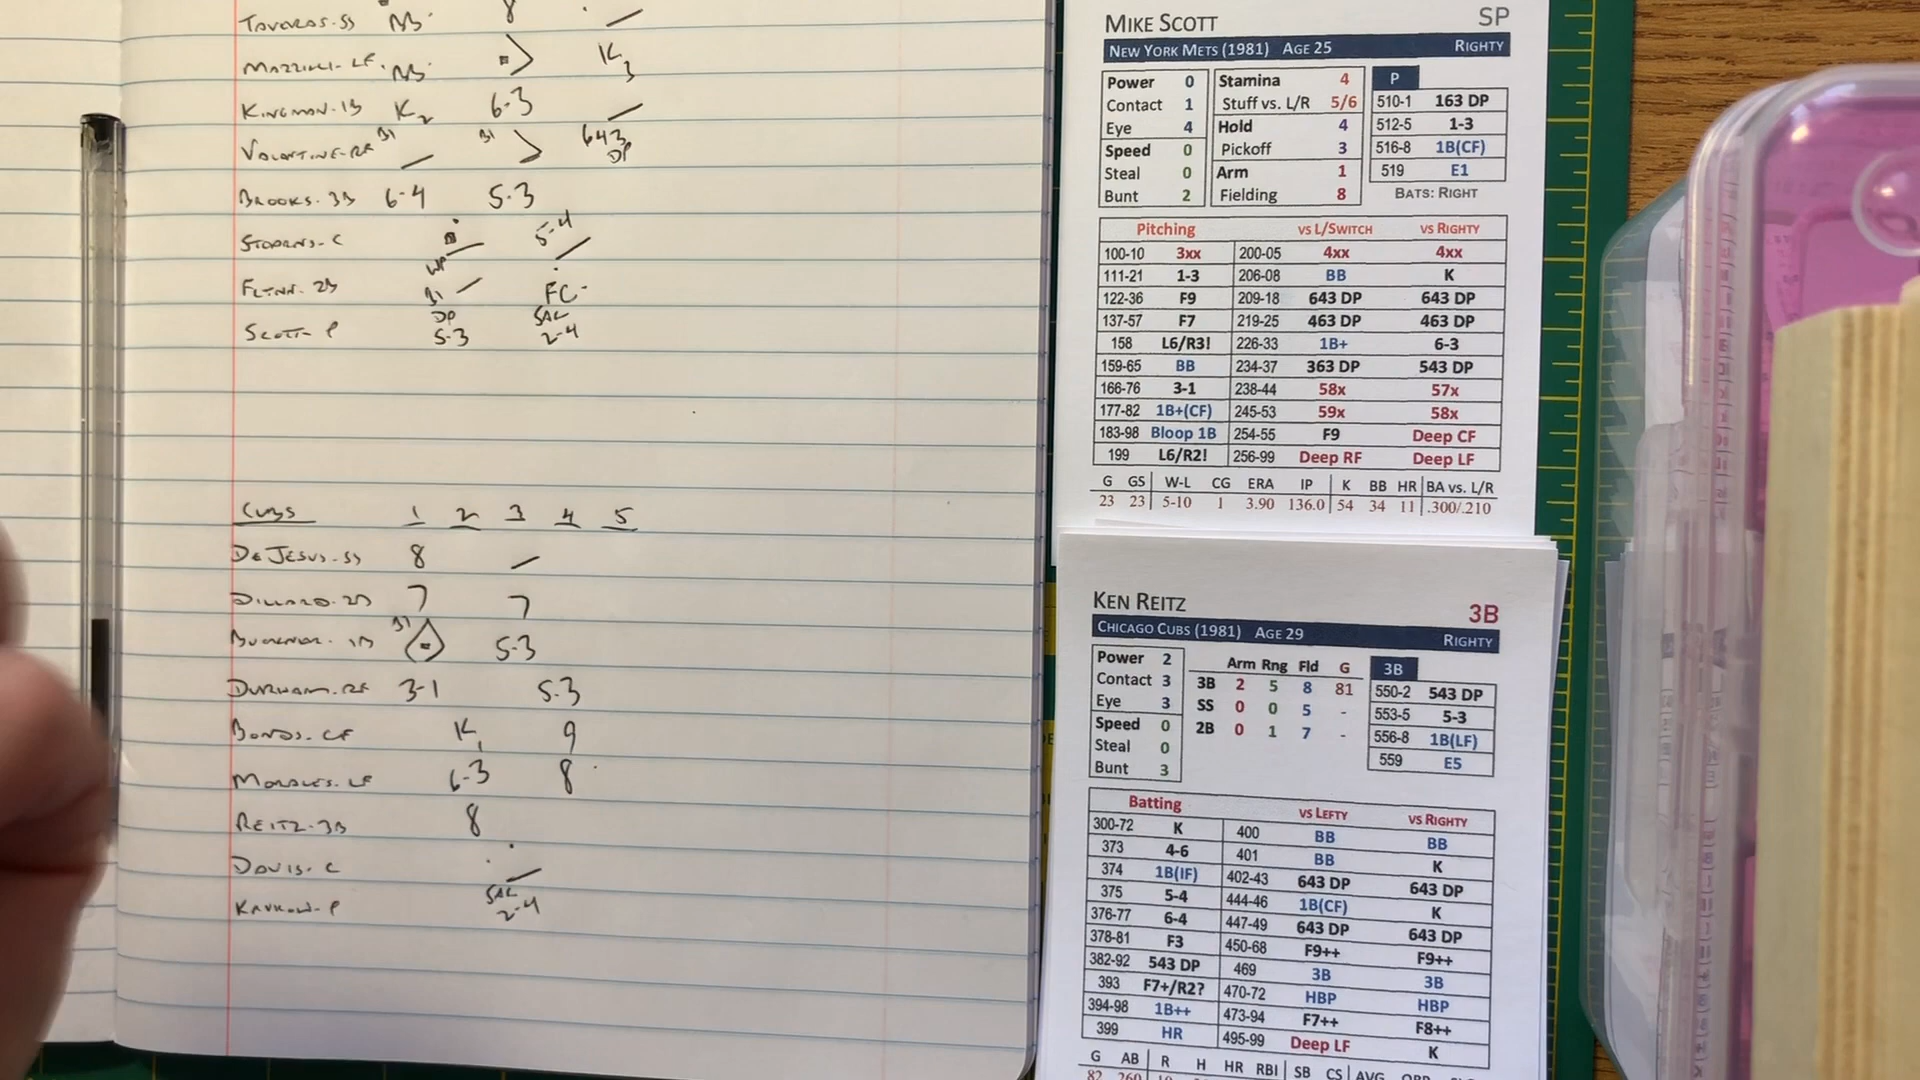 TAVERAS-SS BB 8
MAZZILLI-LF. BB K3
KINGMAN-1B K2 6-3
VALENTINE-RF B1 B1 643 DP
BROOKS-3B 6-4 5-3
STEARNS-C WP 5-4
FLYNN-2B B1 FC-
SCOTT-P DP 5-3 SAC 2-4
CUBS 1 2 3 4 5
DEJESUS-SS 8
DILLARD-2B 7 7
BUCKNER-1B B1 5-3
DURHAM-RF 3-1 5-3
BONDS-CF K1 9
MORALES-LF 6-3 8
REITZ-3B 8
DAVIS-C
KRUKOW-P SAC 2-4
MIKE SCOTT SP
NEW YORK METS (1981) AGE 25 RIGHTY
Power 0 Stamina 4 P
Contact 1 Stuff vs. L/R 5/6 510-1 163 DP
Eye 4 Hold 4 512-5 1-3
Speed 0 Pickoff 3 516-8 1B(CF)
Steal 0 Arm 1 519 E1
Bunt 2 Fielding 8 BATS: RIGHT
Pitching VS L/SWITCH VS RIGHTY
100-10 3xx 200-05 4xx 4xx
111-21 1-3 206-08 BB K
122-36 F9 209-18 643 DP 643 DP
137-57 F7 219-25 463 DP 463 DP
158 L6/R3! 226-33 1B+ 6-3
159-65 BB 234-37 363 DP 543 DP
166-76 3-1 238-44 58x 57x
177-82 1B+(CF) 245-53 59x 58x
183-98 Bloop 1B 254-55 F9 Deep CF
199 L6/R2! 256-99 Deep RF Deep LF
G GS W-L CG ERA IP K BB HR BA vs. L/R
23 23 5-10 1 3.90 136.0 54 34 11 .300/.210
KEN REITZ 3B
CHICAGO CUBS (1981) AGE 29 RIGHTY
Power 2 Arm Rng Fld G 3B
Contact 3 3B 2 5 8 81 550-2 543 DP
Eye 3 SS 0 0 5 - 553-5 5-3
Speed 0 2B 0 1 7 - 556-8 1B(LF)
Steal 0 559 E5
Bunt 3
Batting VS LEFTY VS RIGHTY
300-72 K 400 BB BB
373 4-6 401 BB K
374 1B(IF) 402-43 643 DP 643 DP
375 5-4 444-46 1B(CF) K
376-77 6-4 447-49 643 DP 643 DP
378-81 F3 450-68 F9++ F9++
382-92 543 DP 469 3B 3B
393 F7+/R2? 470-72 HBP HBP
394-98 1B++ 473-94 F7++ F8++
399 HR 495-99 Deep LF K
G AB R H HR RBI SB CS AVG
82 260